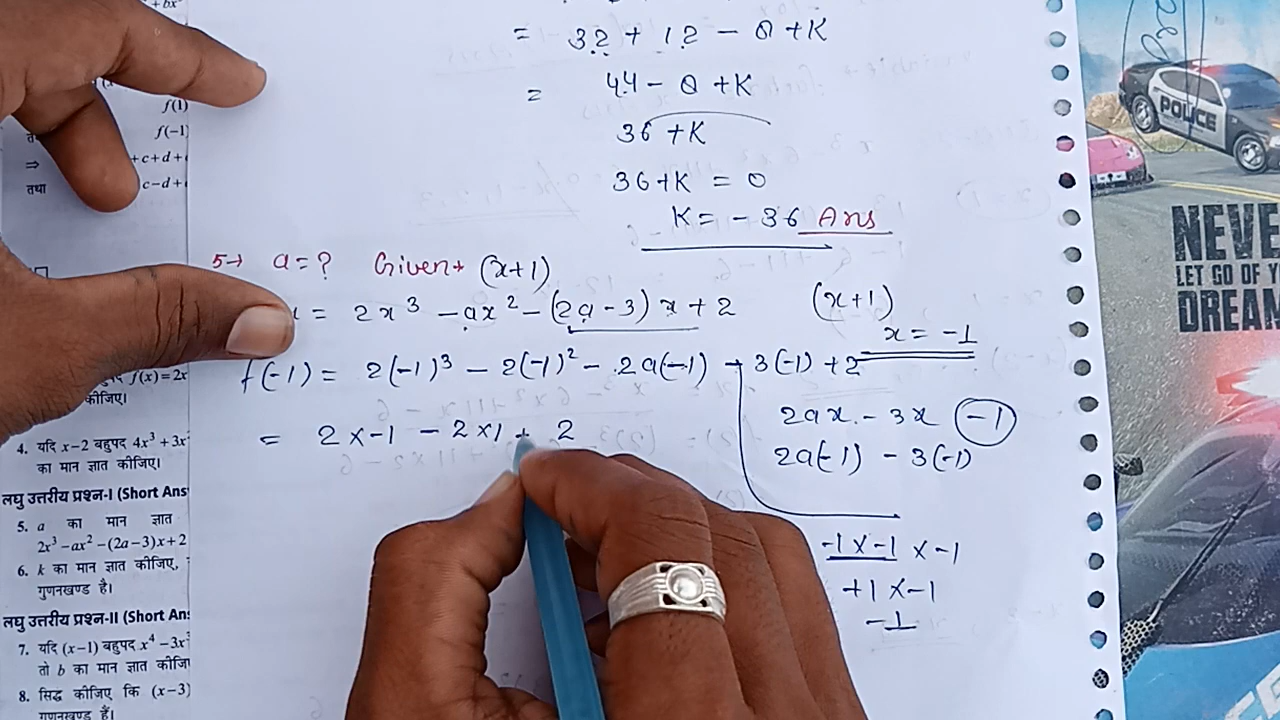 = 32 + 12 - 8 + K
= 44 - 8 + K
36 + K
36 + K = 0
K = - 36 Ans
5→ a = ? Given→ (x+1)
= 2x³ - ax² - (2a-3) x + 2 (x+1)
x = -1
f(-1) = 2(-1)³ - 2(-1)² - 2a(-1) + 3(-1) + 2
2ax - 3x (-1)
= 2 x -1 - 2 x 1 + 2
2a(-1) - 3(-1)
-1 x -1 x -1
+1 x -1
-1
f(1)
f(-1)
⇒ + c + d +
तथा c - d +
f(x) = 2x
कीजिए।
4. यदि x-2 बहुपद 4x³ + 3x
का मान ज्ञात कीजिए।
लघु उत्तरीय प्रश्न-I (Short Ans
5. a का मान ज्ञात
2x³ - ax² - (2a-3)x + 2
6. k का मान ज्ञात कीजिए,
गुणनखण्ड है।
लघु उत्तरीय प्रश्न-II (Short Ans
7. यदि (x-1) बहुपद x⁴ - 3x
तो b का मान ज्ञात कीजि
8. सिद्ध कीजिए कि (x-3)
गुणनखण्ड हैं।
POLICE
NEVE
LET GO OF Y
DREAM